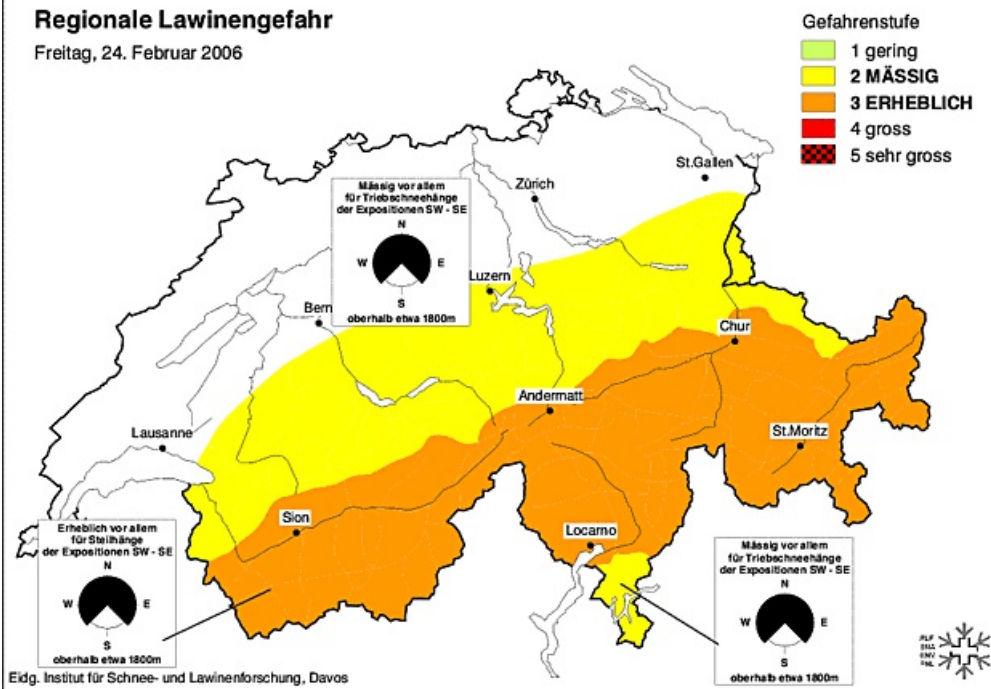 Regionale Lawinengefahr
Freitag, 24. Februar 2006
Gefahrenstufe
1 gering
2 MÄSSIG
3 ERHEBLICH
4 gross
5 sehr gross
St.Gallen
Zürich
Mässig vor allem
für Triebschneehänge
der Expositionen SW - SE
N
W E
S
oberhalb etwa 1800m
Luzern
Bern
Chur
Andermatt
Lausanne
St.Moritz
Sion
Locarno
Erheblich vor allem
für Steilhänge
der Expositionen SW - SE
N
W E
S
oberhalb etwa 1800m
Mässig vor allem
für Triebschneehänge
der Expositionen SW - SE
N
W E
S
oberhalb etwa 1800m
Eidg. Institut für Schnee- und Lawinenforschung, Davos